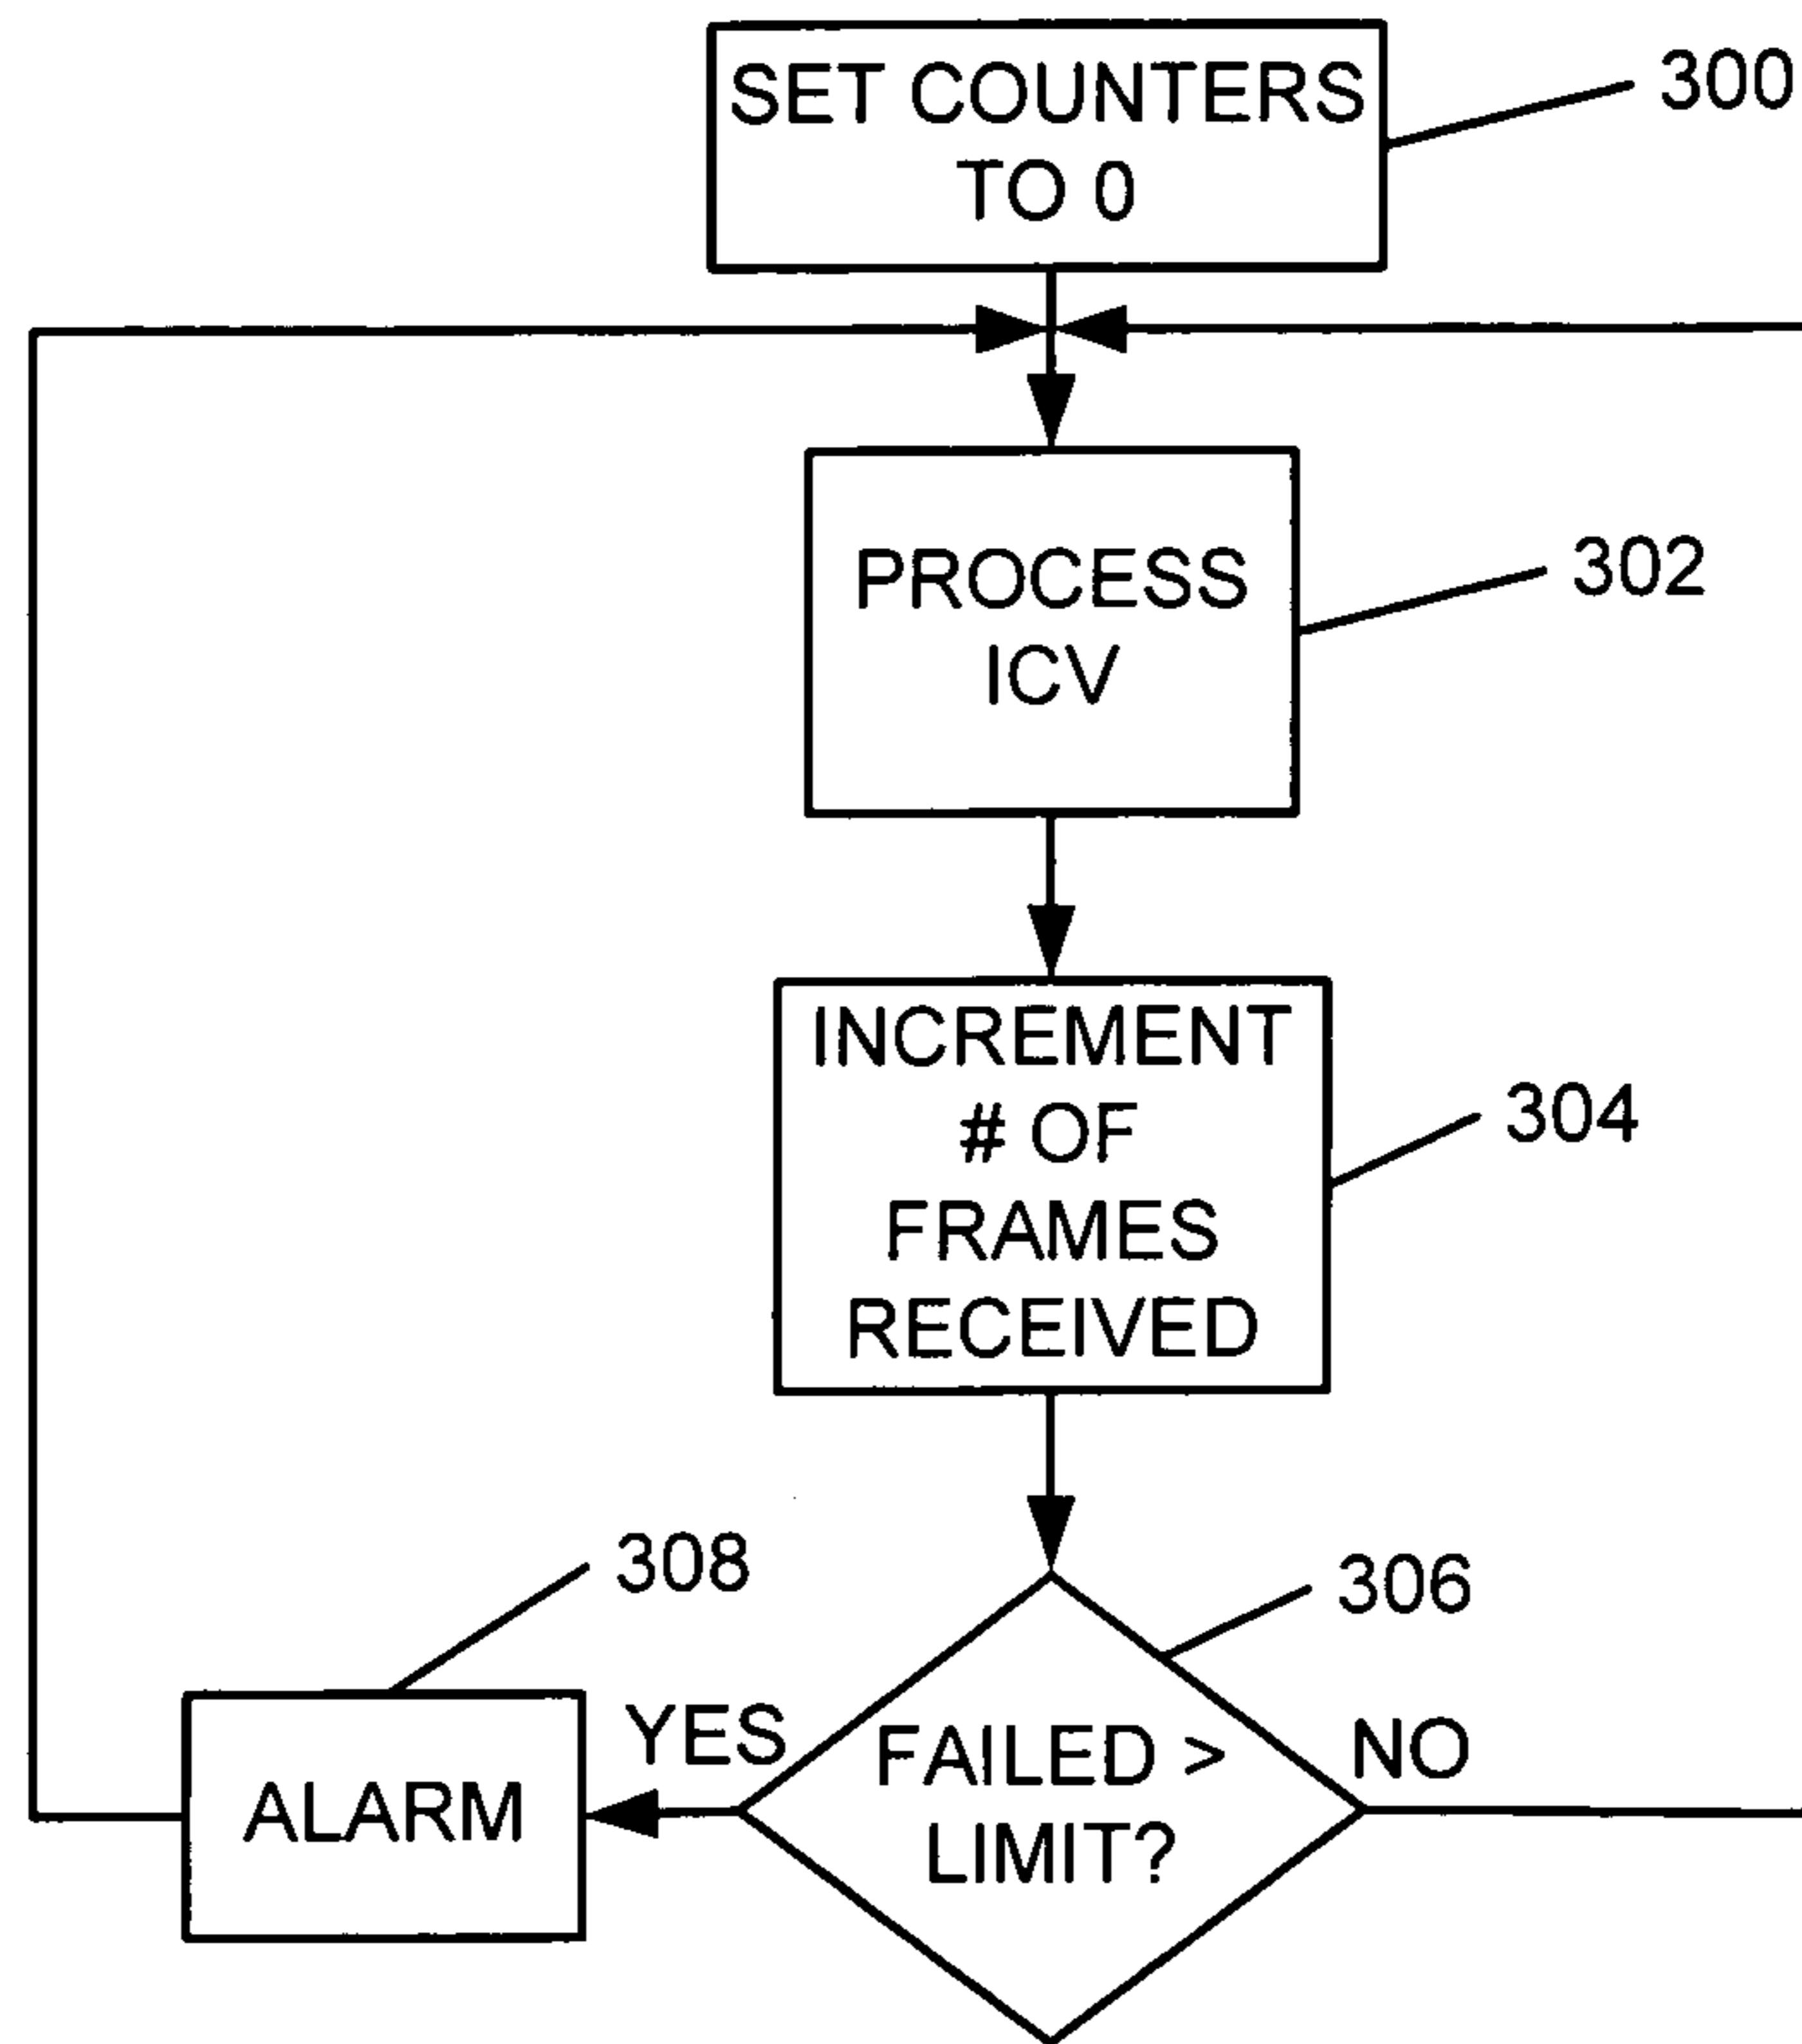 SET COUNTERS
TO 0
300
PROCESS
ICV
302
INCREMENT
# OF
FRAMES
RECEIVED
304
308
306
YES
FAILED >
LIMIT?
NO
ALARM